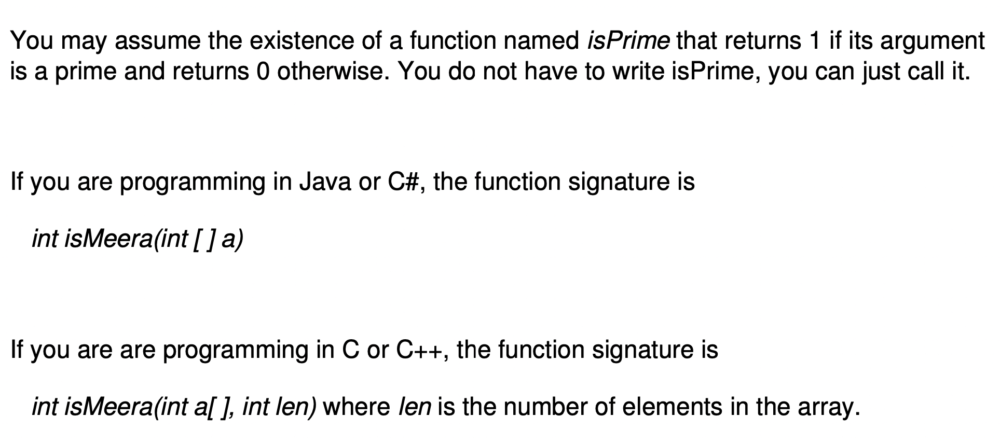 You may assume the existence of a function named isPrime that returns 1 if its argument
is a prime and returns 0 otherwise. You do not have to write isPrime, you can just call it.
If you are programming in Java or C#, the function signature is
int isMeera(int [ ] a)
If you are are programming in C or C++, the function signature is
int isMeera(int a[ ], int len) where len is the number of elements in the array.